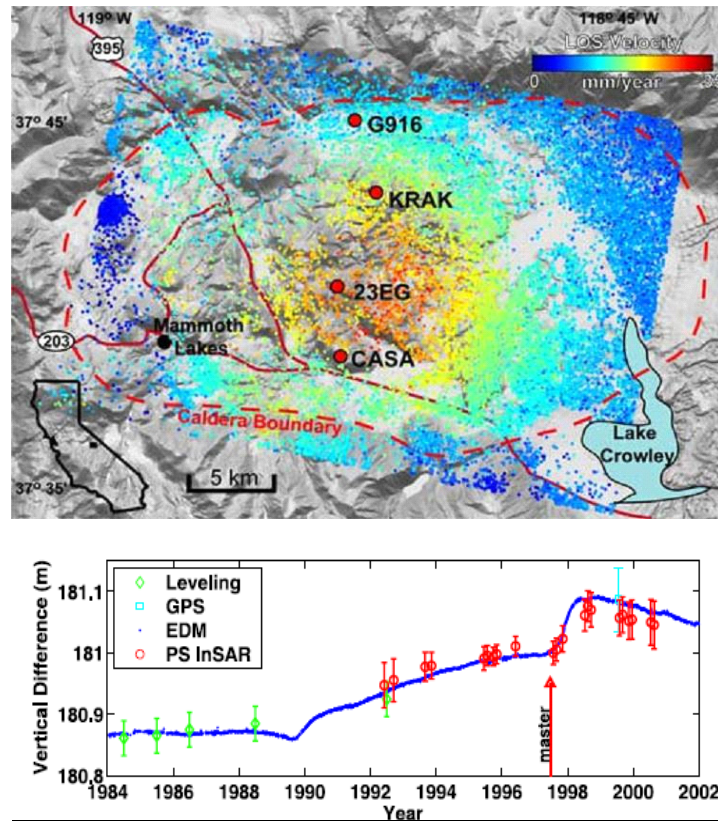 119° W
118° 45' W
395
LOS Velocity
0
mm/year
37° 45'
G916
KRAK
23EG
203
Mammoth
Lakes
CASA
Caldera Boundary
Lake
Crowley
5 km
37° 35'
Vertical Difference (m)
181.1
181
180.9
180.8
Leveling
GPS
EDM
PS InSAR
master
1984
1986
1988
1990
1992
1994
1996
1998
2000
2002
Year